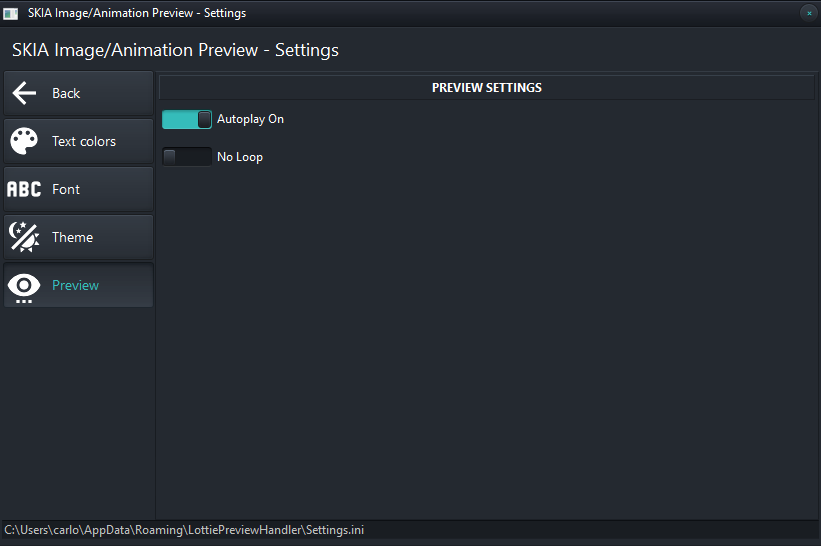 SKIA Image/Animation Preview - Settings
SKIA Image/Animation Preview - Settings
Back
Text colors
ABC Font
Theme
Preview
PREVIEW SETTINGS
Autoplay On
No Loop
C:\Users\carlo\AppData\Roaming\LottiePreviewHandler\Settings.ini